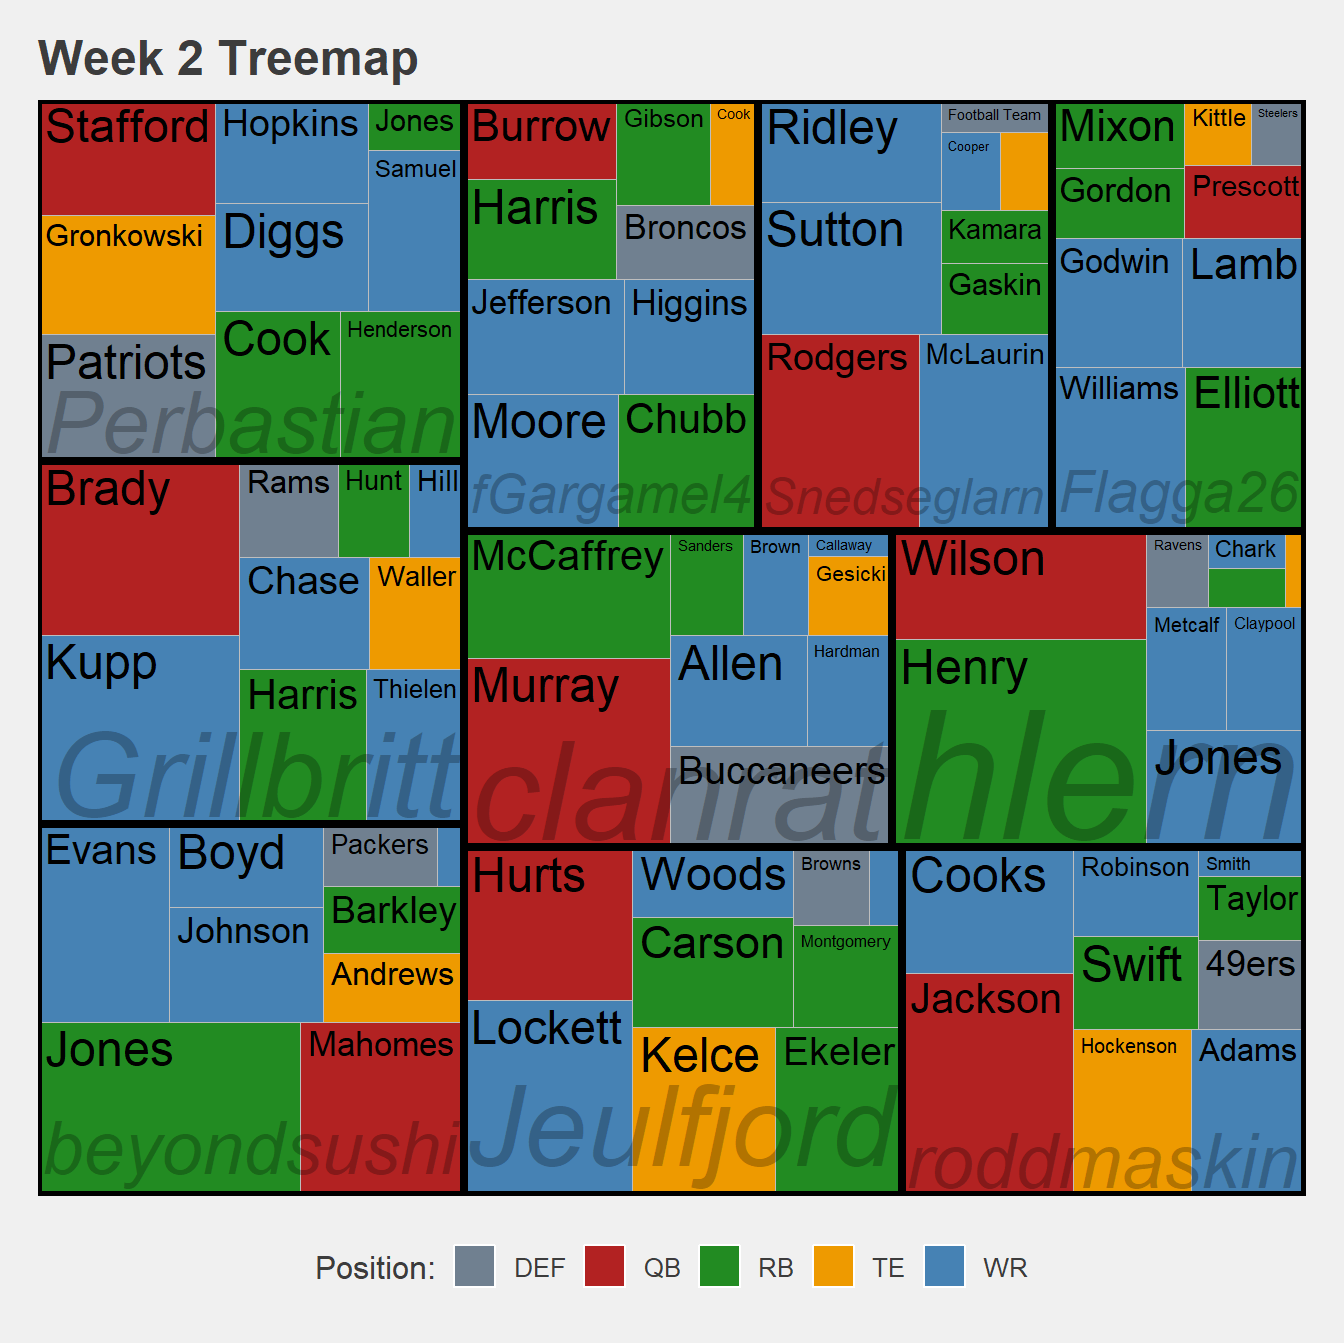 Week 2 Treemap
Stafford
Hopkins
Jones
Samuel
Gronkowski
Diggs
Patriots
Cook
Henderson
Perbastian
Burrow
Gibson
Cook
Harris
Broncos
Jefferson
Higgins
Moore
Chubb
fGargamel4
Ridley
Football Team
Cooper
Sutton
Kamara
Gaskin
Rodgers
McLaurin
Snedseglarn
Mixon
Kittle
Steelers
Gordon
Prescott
Godwin
Lamb
Williams
Elliott
Flagga26
Brady
Rams
Hunt
Hill
Chase
Waller
Kupp
Harris
Thielen
Grillbritt
McCaffrey
Sanders
Brown
Callaway
Gesicki
Murray
Allen
Hardman
Buccaneers
clanrat
Wilson
Ravens
Chark
Metcalf
Claypool
Henry
Jones
hlem
Evans
Boyd
Packers
Johnson
Barkley
Andrews
Jones
Mahomes
beyondsushi
Hurts
Woods
Browns
Carson
Montgomery
Lockett
Kelce
Ekeler
Jeulfjord
Cooks
Robinson
Smith
Taylor
Swift
49ers
Jackson
Hockenson
Adams
roddmaskin
Position: DEF QB RB TE WR